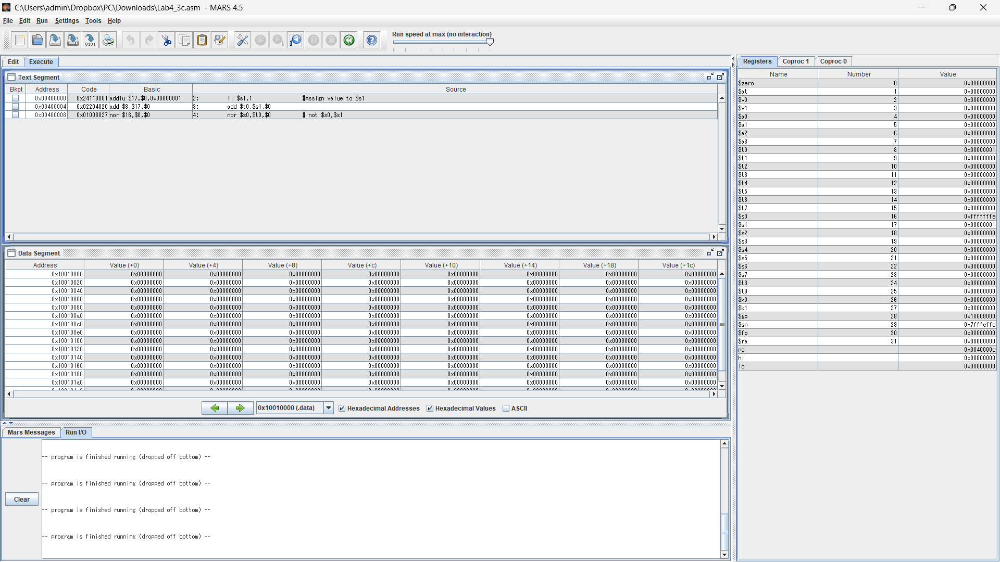 C:\Users\admin\Dropbox\PC\Downloads\Lab4_3c.asm - MARS 4.5
File Edit Run Settings Tools Help
Run speed at max (no interaction)
Edit Execute
Text Segment
Bkpt Address Code Basic Source
0x00400000 0x24110001 addiu $17,$0,0x00000001 2: li $s1,1 #Assign value to $s1
0x00400004 0x02204020 add $8,$17,$0 3: add $t0,$s1,$0
0x00400008 0x01008027 nor $16,$8,$0 4: nor $s0,$t0,$0 # not $s0,$s1
Data Segment
Address Value (+0) Value (+4) Value (+8) Value (+c) Value (+10) Value (+14) Value (+18) Value (+1c)
0x10010000 0x00000000 0x00000000 0x00000000 0x00000000 0x00000000 0x00000000 0x00000000 0x00000000
0x10010020 0x00000000 0x00000000 0x00000000 0x00000000 0x00000000 0x00000000 0x00000000 0x00000000
0x10010040 0x00000000 0x00000000 0x00000000 0x00000000 0x00000000 0x00000000 0x00000000 0x00000000
0x10010060 0x00000000 0x00000000 0x00000000 0x00000000 0x00000000 0x00000000 0x00000000 0x00000000
0x10010080 0x00000000 0x00000000 0x00000000 0x00000000 0x00000000 0x00000000 0x00000000 0x00000000
0x100100a0 0x00000000 0x00000000 0x00000000 0x00000000 0x00000000 0x00000000 0x00000000 0x00000000
0x100100c0 0x00000000 0x00000000 0x00000000 0x00000000 0x00000000 0x00000000 0x00000000 0x00000000
0x100100e0 0x00000000 0x00000000 0x00000000 0x00000000 0x00000000 0x00000000 0x00000000 0x00000000
0x10010100 0x00000000 0x00000000 0x00000000 0x00000000 0x00000000 0x00000000 0x00000000 0x00000000
0x10010120 0x00000000 0x00000000 0x00000000 0x00000000 0x00000000 0x00000000 0x00000000 0x00000000
0x10010140 0x00000000 0x00000000 0x00000000 0x00000000 0x00000000 0x00000000 0x00000000 0x00000000
0x10010160 0x00000000 0x00000000 0x00000000 0x00000000 0x00000000 0x00000000 0x00000000 0x00000000
0x10010180 0x00000000 0x00000000 0x00000000 0x00000000 0x00000000 0x00000000 0x00000000 0x00000000
0x100101a0 0x00000000 0x00000000 0x00000000 0x00000000 0x00000000 0x00000000 0x00000000 0x00000000
0x10010000 (.data) Hexadecimal Addresses Hexadecimal Values ASCII
Mars Messages Run I/O
-- program is finished running (dropped off bottom) --
-- program is finished running (dropped off bottom) --
Clear
-- program is finished running (dropped off bottom) --
-- program is finished running (dropped off bottom) --
Registers Coproc 1 Coproc 0
Name Number Value
$zero 0 0x00000000
$at 1 0x00000000
$v0 2 0x00000000
$v1 3 0x00000000
$a0 4 0x00000000
$a1 5 0x00000000
$a2 6 0x00000000
$a3 7 0x00000000
$t0 8 0x00000001
$t1 9 0x00000000
$t2 10 0x00000000
$t3 11 0x00000000
$t4 12 0x00000000
$t5 13 0x00000000
$t6 14 0x00000000
$t7 15 0x00000000
$s0 16 0xfffffffe
$s1 17 0x00000001
$s2 18 0x00000000
$s3 19 0x00000000
$s4 20 0x00000000
$s5 21 0x00000000
$s6 22 0x00000000
$s7 23 0x00000000
$t8 24 0x00000000
$t9 25 0x00000000
$k0 26 0x00000000
$k1 27 0x00000000
$gp 28 0x10008000
$sp 29 0x7fffeffc
$fp 30 0x00000000
$ra 31 0x00000000
pc 0x0040000c
hi 0x00000000
lo 0x00000000